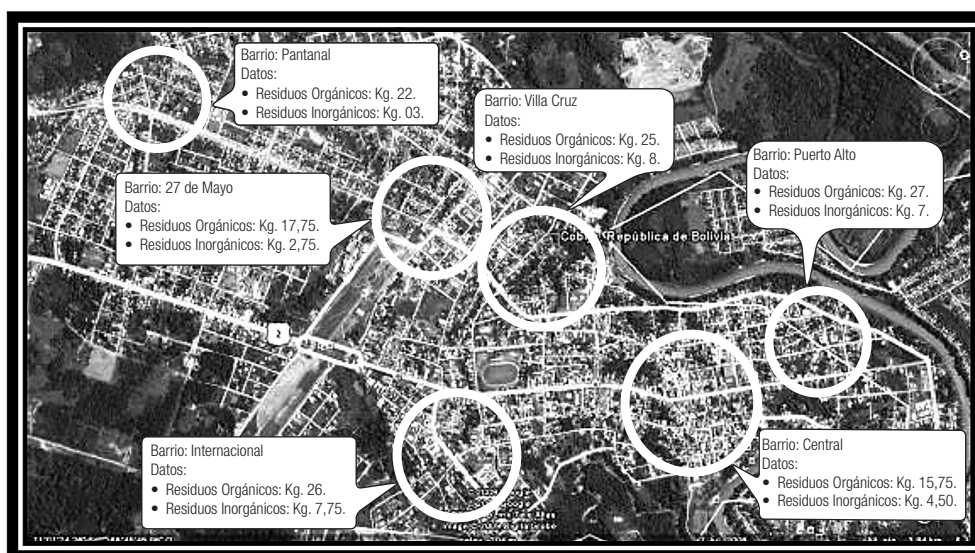 Barrio: Pantanal
Datos:
• Residuos Orgánicos: Kg. 22.
• Residuos Inorgánicos: Kg. 03.
Barrio: Villa Cruz
Datos:
• Residuos Orgánicos: Kg. 25.
• Residuos Inorgánicos: Kg. 8.
Barrio: Puerto Alto
Datos:
• Residuos Orgánicos: Kg. 27.
• Residuos Inorgánicos: Kg. 7.
Barrio: 27 de Mayo
Datos:
• Residuos Orgánicos: Kg. 17,75.
• Residuos Inorgánicos: Kg. 2,75.
República de Bolivia
2
Barrio: Internacional
Datos:
• Residuos Orgánicos: Kg. 26.
• Residuos Inorgánicos: Kg. 7,75.
Barrio: Central
Datos:
• Residuos Orgánicos: Kg. 15,75.
• Residuos Inorgánicos: Kg. 4,50.